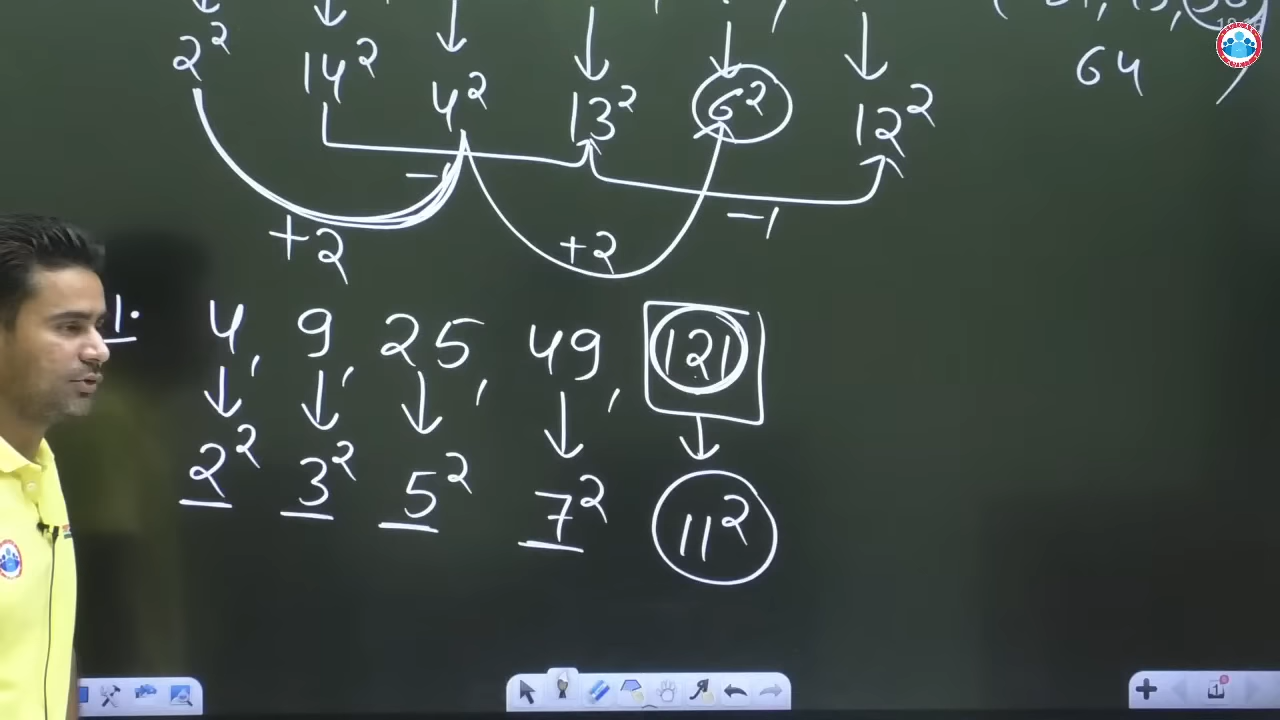 2² 14² 4² 13² 6² 12² 64 )
+2 - +2 -1
1. 4, 9, 25, 49, 121
2² 3² 5² 7² 11²
1